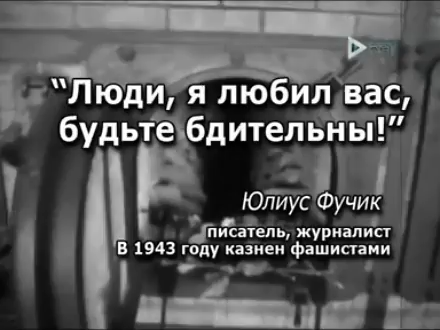 “Люди, я любил вас,
будьте бдительны!”
Юлиус Фучик
писатель, журналист
В 1943 году казнен фашистами